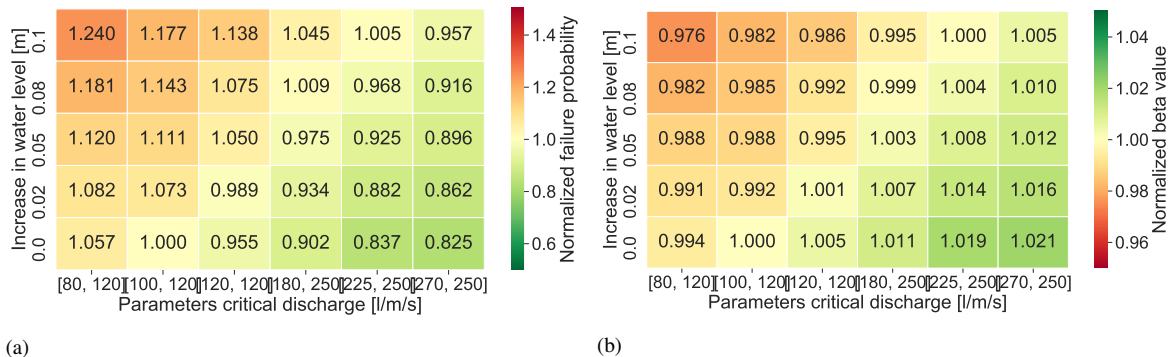 Increase in water level [m]
0.1 1.240 1.177 1.138 1.045 1.005 0.957
0.08 1.181 1.143 1.075 1.009 0.968 0.916
0.05 1.120 1.111 1.050 0.975 0.925 0.896
0.02 1.082 1.073 0.989 0.934 0.882 0.862
0.0 1.057 1.000 0.955 0.902 0.837 0.825
[80, 120] [100, 120] [120, 120] [180, 250] [225, 250] [270, 250]
Parameters critical discharge [l/m/s]
1.4
1.2
1.0
0.8
0.6
Normalized failure probability
(a)
Increase in water level [m]
0.1 0.976 0.982 0.986 0.995 1.000 1.005
0.08 0.982 0.985 0.992 0.999 1.004 1.010
0.05 0.988 0.988 0.995 1.003 1.008 1.012
0.02 0.991 0.992 1.001 1.007 1.014 1.016
0.0 0.994 1.000 1.005 1.011 1.019 1.021
[80, 120] [100, 120] [120, 120] [180, 250] [225, 250] [270, 250]
Parameters critical discharge [l/m/s]
1.04
1.02
1.00
0.98
0.96
Normalized beta value
(b)